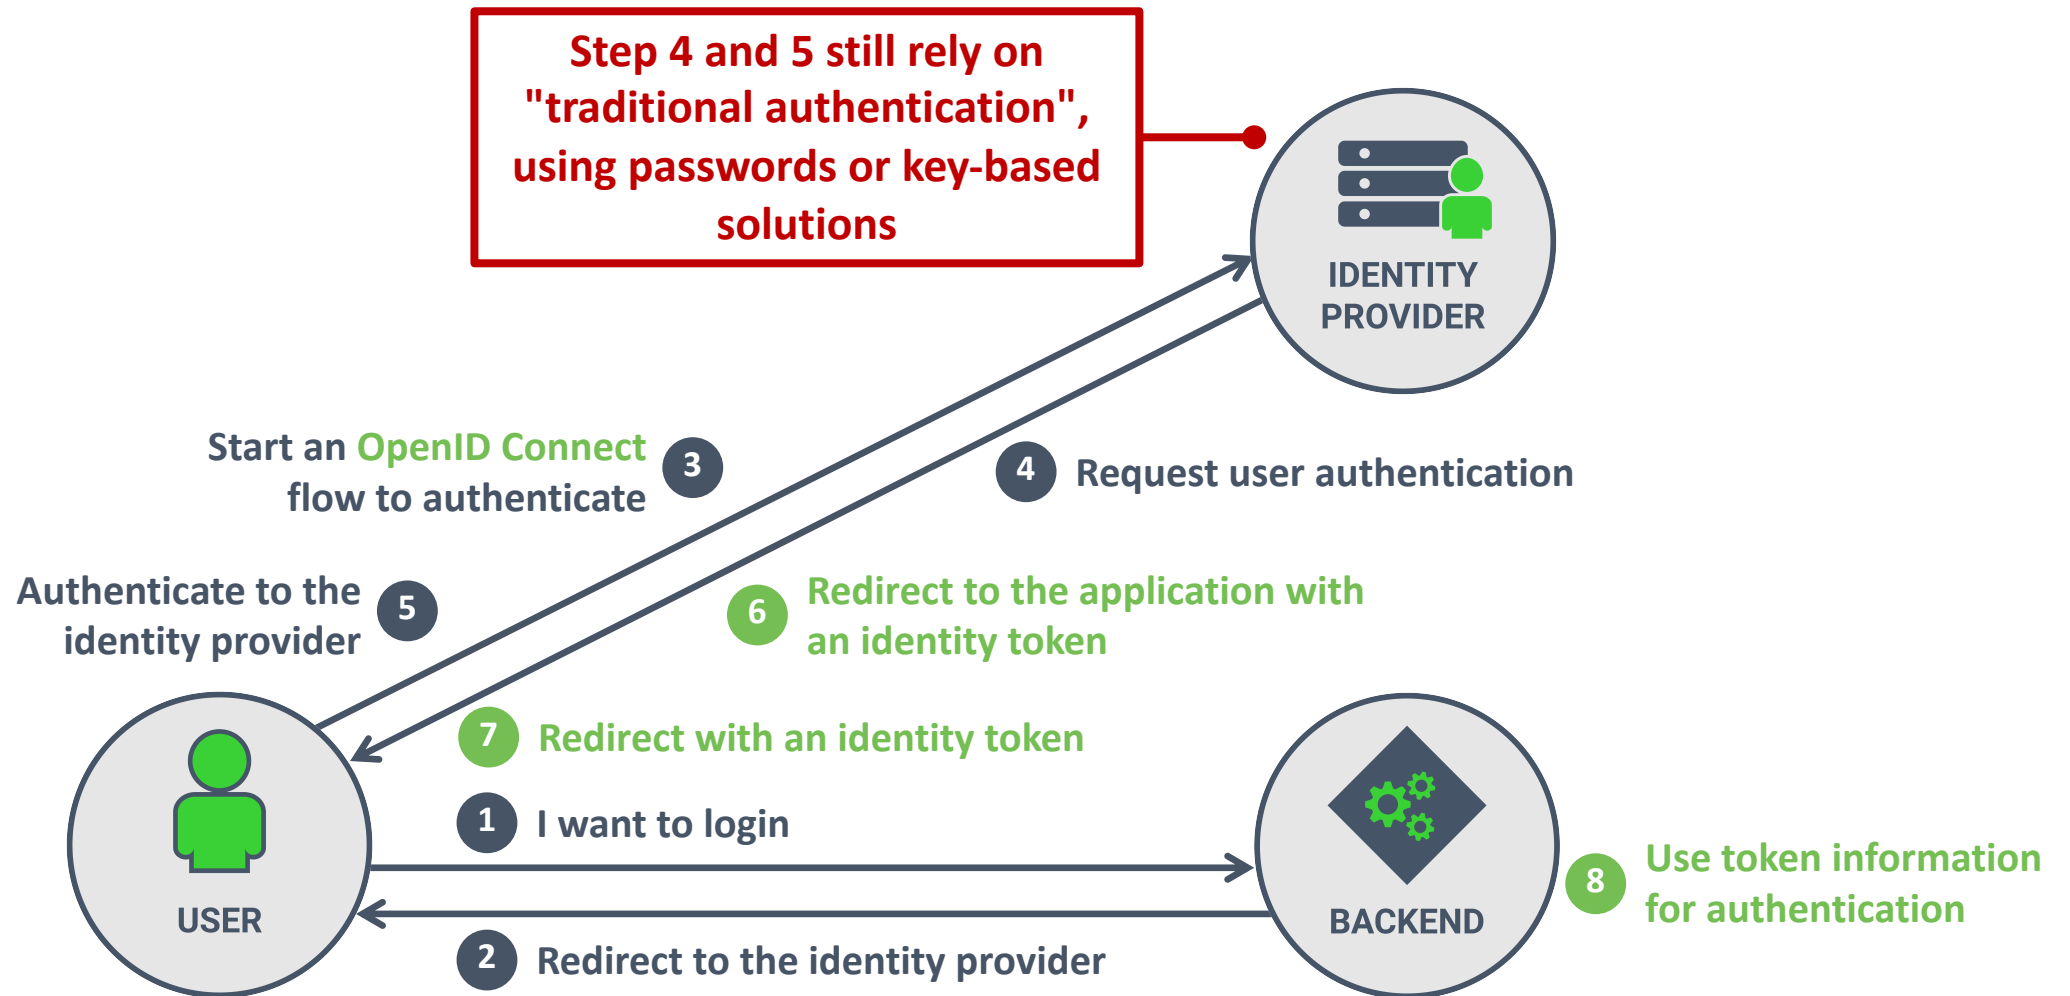 Step 4 and 5 still rely on
"traditional authentication",
using passwords or key-based
solutions
IDENTITY
PROVIDER
Start an OpenID Connect
flow to authenticate
3
4
Request user authentication
Authenticate to the
identity provider
5
6
Redirect to the application with
an identity token
7
Redirect with an identity token
1
I want to login
USER
BACKEND
8
Use token information
for authentication
2
Redirect to the identity provider